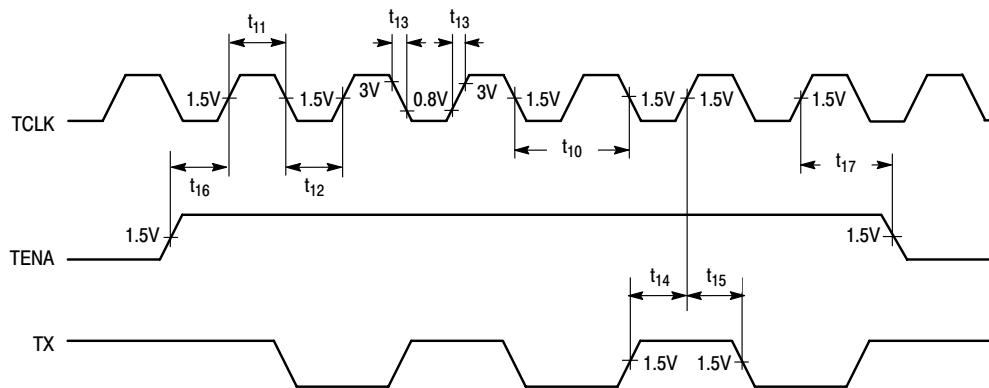 t13 t13
t11
3V 3V
TCLK 1.5V 1.5V 0.8V 1.5V 1.5V 1.5V 1.5V
t10
t16 t12 t17
TENA 1.5V 1.5V
t14 t15
TX 1.5V 1.5V